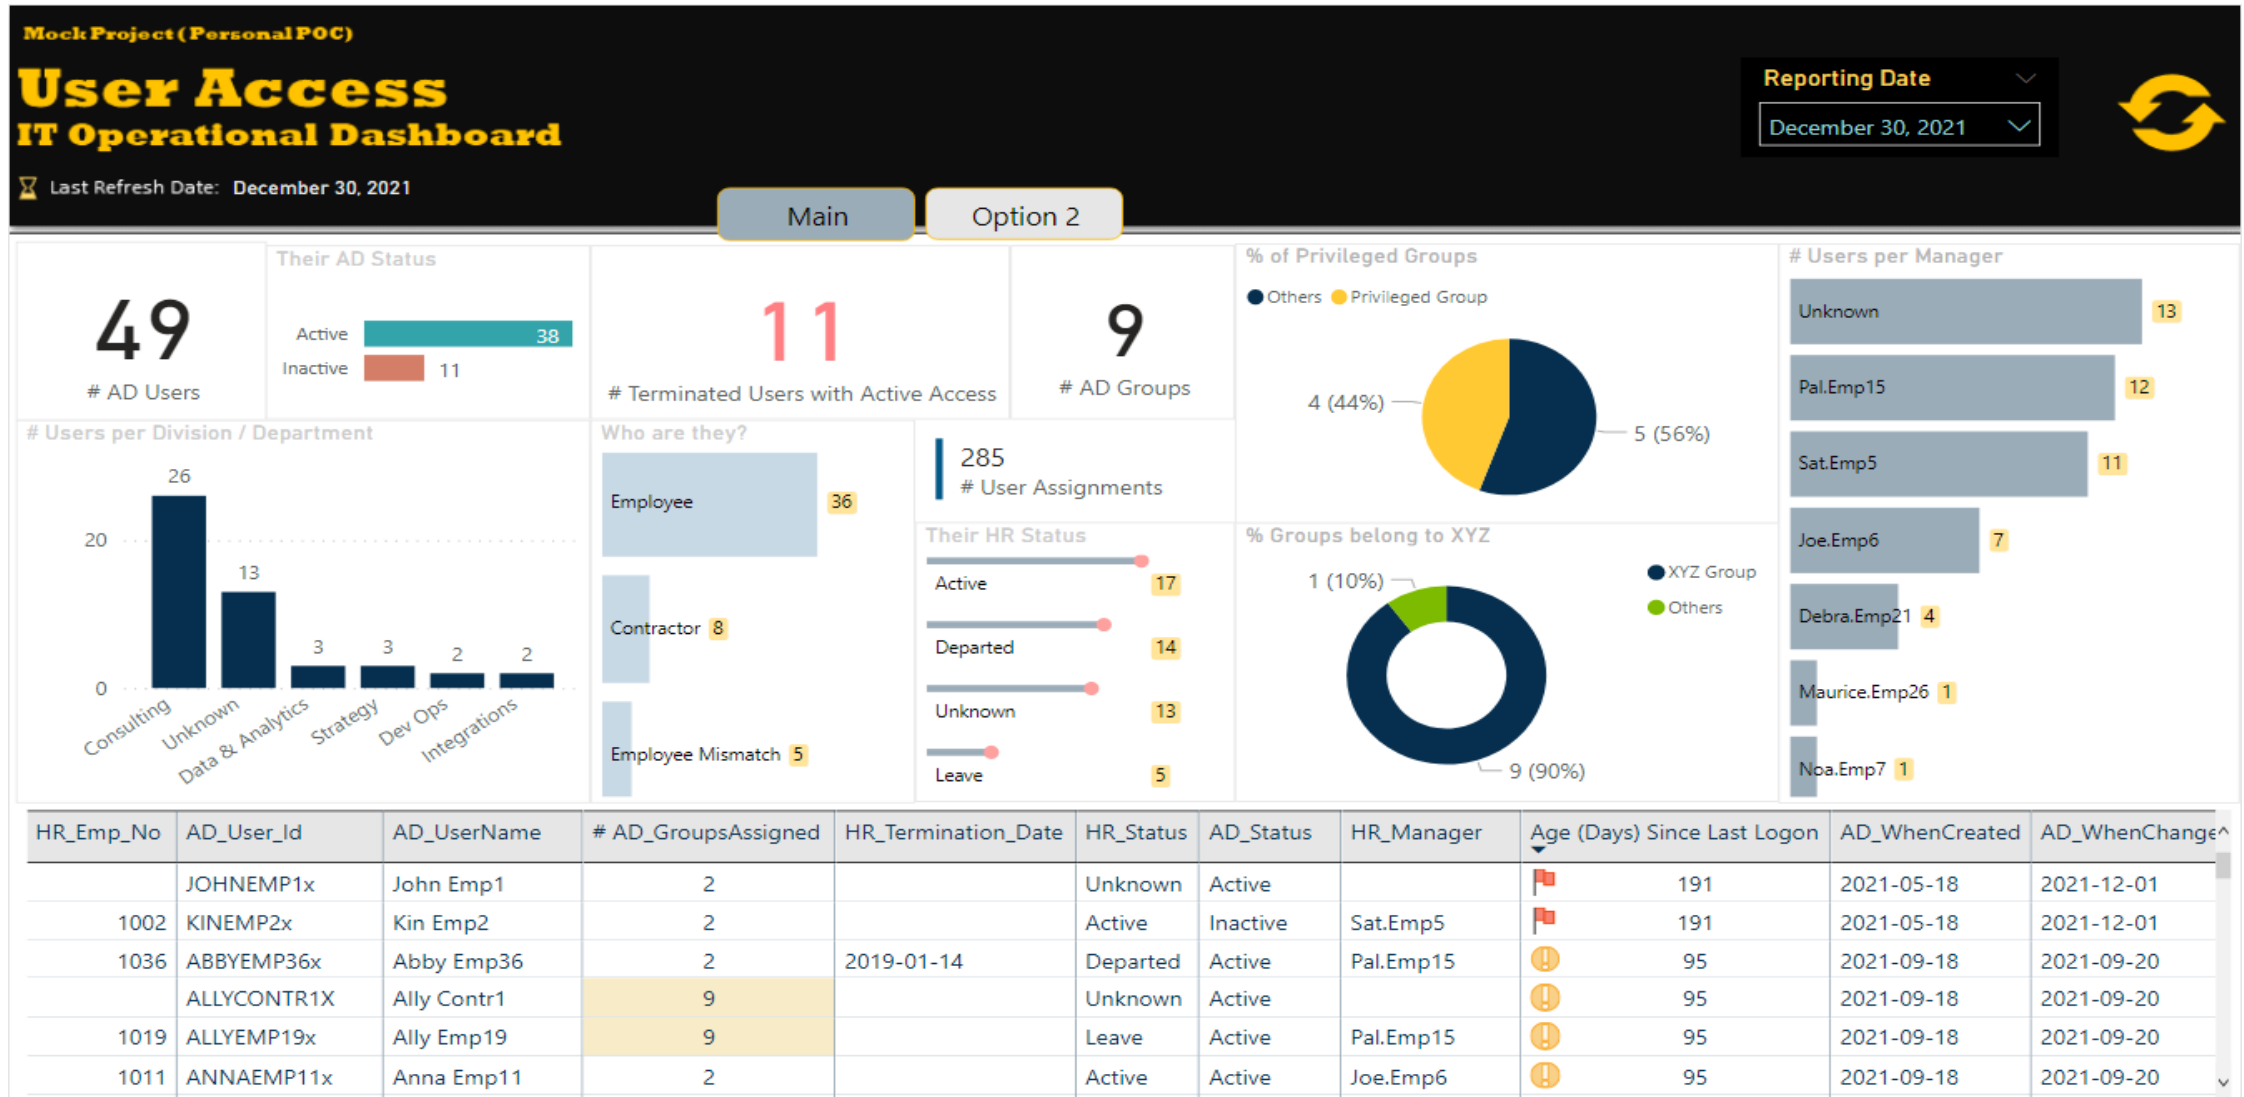 Mock Project (Personal POC)
User Access
IT Operational Dashboard
Last Refresh Date: December 30, 2021
Reporting Date
December 30, 2021
Main
Option 2
49
# AD Users
Their AD Status
Active 38
Inactive 11
11
# Terminated Users with Active Access
9
# AD Groups
% of Privileged Groups
Others Privileged Group
4 (44%)
5 (56%)
# Users per Manager
Unknown 13
Pal.Emp15 12
Sat.Emp5 11
Joe.Emp6 7
Debra.Emp21 4
Maurice.Emp26 1
Noa.Emp7 1
# Users per Division / Department
20
0
26
13
3
3
2
2
Consulting
Unknown
Data & Analytics
Strategy
Dev Ops
Integrations
Who are they?
Employee 36
Contractor 8
Employee Mismatch 5
285
# User Assignments
Their HR Status
Active 17
Departed 14
Unknown 13
Leave 5
% Groups belong to XYZ
XYZ Group
Others
1 (10%)
9 (90%)
HR_Emp_No AD_User_Id AD_UserName # AD_GroupsAssigned HR_Termination_Date HR_Status AD_Status HR_Manager Age (Days) Since Last Logon AD_WhenCreated AD_WhenChange
JOHNEMP1x John Emp1 2 Unknown Active 191 2021-05-18 2021-12-01
1002 KINEMP2x Kin Emp2 2 Active Inactive Sat.Emp5 191 2021-05-18 2021-12-01
1036 ABBYEMP36x Abby Emp36 2 2019-01-14 Departed Active Pal.Emp15 95 2021-09-18 2021-09-20
ALLYCONTR1X Ally Contr1 9 Unknown Active 95 2021-09-18 2021-09-20
1019 ALLYEMP19x Ally Emp19 9 Leave Active Pal.Emp15 95 2021-09-18 2021-09-20
1011 ANNAEMP11x Anna Emp11 2 Active Active Joe.Emp6 95 2021-09-18 2021-09-20